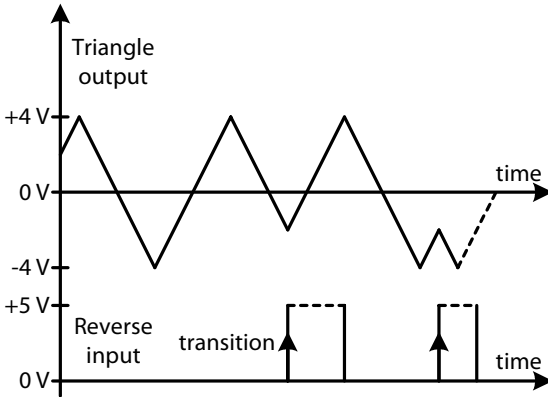 Triangle
output
+4 V
time
0 V
-4 V
+5 V
Reverse
input
transition
time
0 V